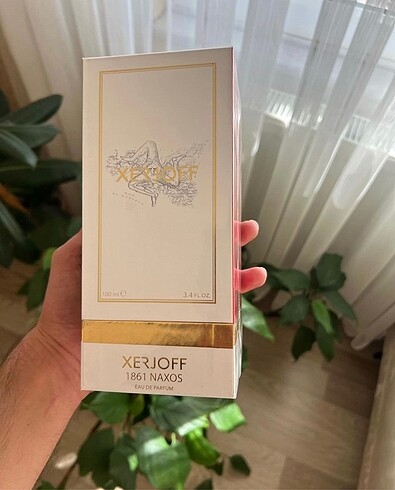 XERJOFF
100 ml ℮ 3.4 FL.OZ.
XERJOFF
1861 NAXOS
EAU DE PARFUM